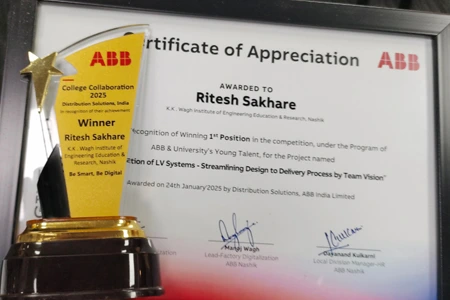 ABB
College Collaboration
2025
Distribution Solutions, India
In recognition of their achievement
Winner
Ritesh Sakhare
K.K. Wagh Institute of
Engineering Education &
Research, Nashik
Be Smart, Be Digital
Certificate of Appreciation
ABB
AWARDED TO
Ritesh Sakhare
K.K. Wagh Institute of Engineering Education & Research, Nashik
recognition of Winning 1st Position in the competition, under the Program of
ABB & University's Young Talent, for the Project named
of LV Systems - Streamlining Design to Delivery Process by Team Vision"
Awarded on 24th January'2025 by Distribution Solutions, ABB India Limited
Manoj Wagh
Lead-Factory Digitalization
ABB Nashik
Dayanand Kulkarni
Local Division Manager-HR
ABB Nashik